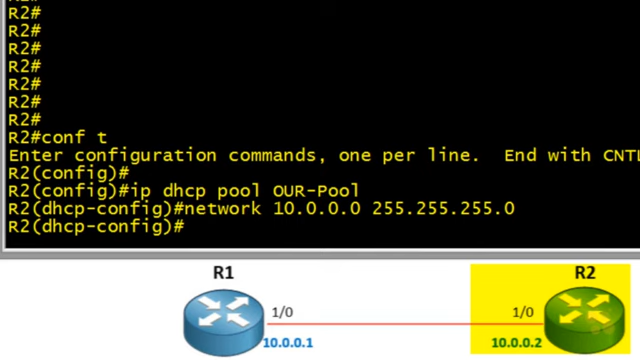 R2#
R2#
R2#
R2#
R2#
R2#
R2#
R2#conf t
Enter configuration commands, one per line.  End with CNTL
R2(config)#
R2(config)#ip dhcp pool OUR-Pool
R2(dhcp-config)#network 10.0.0.0 255.255.255.0
R2(dhcp-config)#
R1 R2
1/0 1/0
10.0.0.1 10.0.0.2